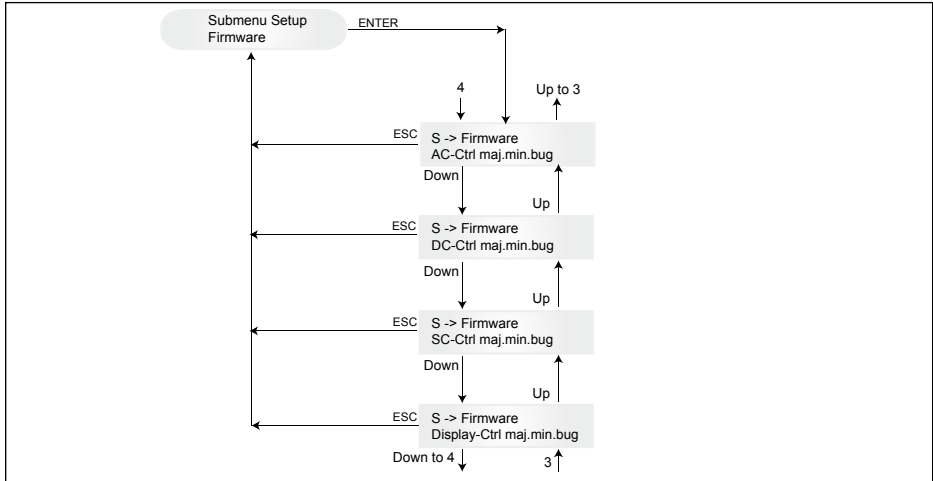 Submenu Setup
Firmware
ENTER
4
Up to 3
ESC
S -> Firmware
AC-Ctrl maj.min.bug
Down
Up
ESC
S -> Firmware
DC-Ctrl maj.min.bug
Down
Up
ESC
S -> Firmware
SC-Ctrl maj.min.bug
Down
Up
ESC
S -> Firmware
Display-Ctrl maj.min.bug
Down to 4
3